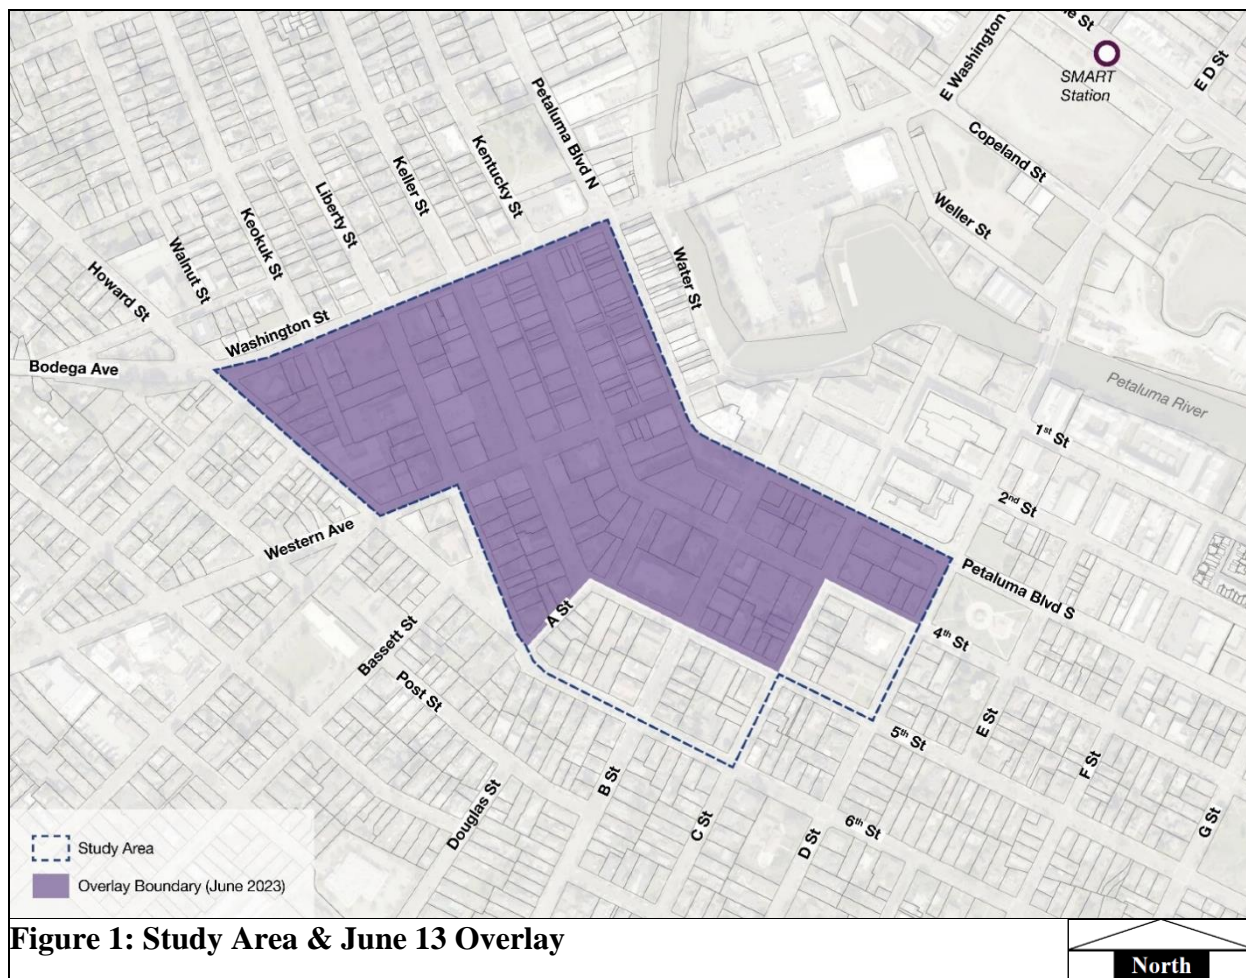 le St
E Washington
SMART
Station
E D St
Petaluma Blvd N
Copeland St
Kentucky St
Keller St
Liberty St
Weller St
Keokuk St
Walnut St
Water St
Howard St
Washington St
Bodega Ave
Petaluma River
1st St
2nd St
Western Ave
Petaluma Blvd S
A St
4th St
Bassett St
Post St
E St
5th St
F St
B St
Douglas St
C St
6th St
D St
G St
Study Area
Overlay Boundary (June 2023)
Figure 1: Study Area & June 13 Overlay
North